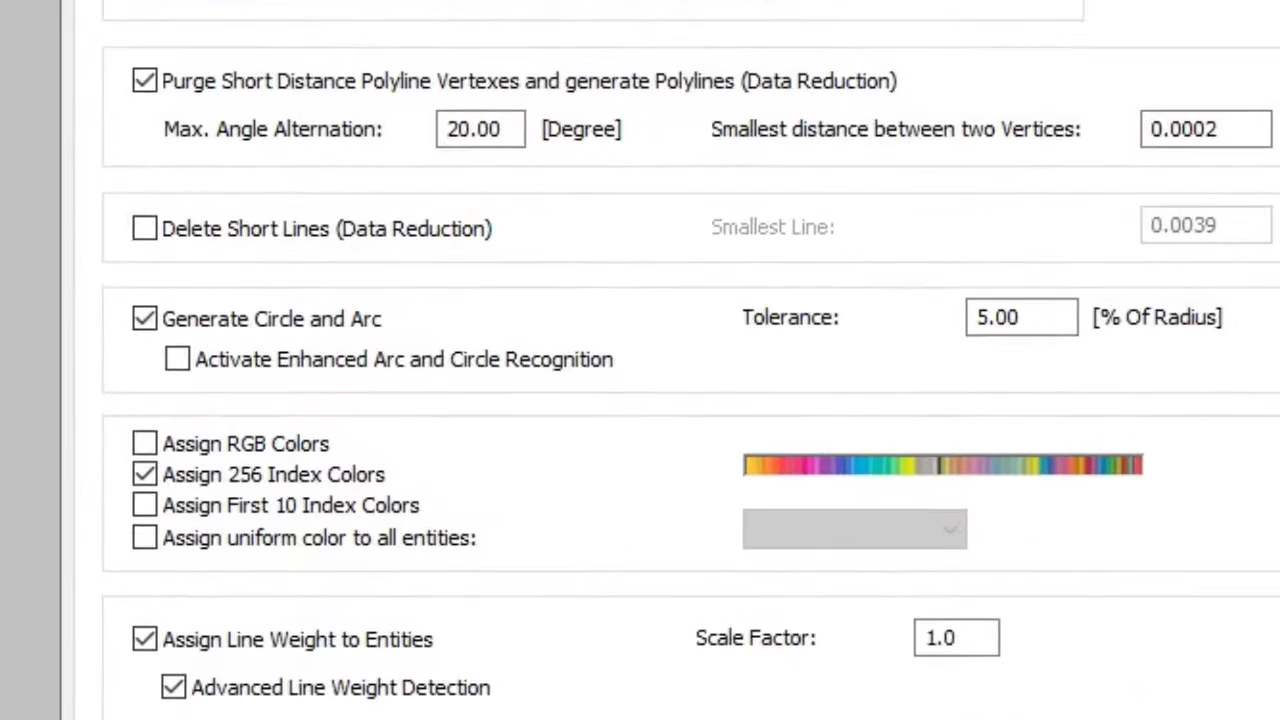 Purge Short Distance Polyline Vertexes and generate Polylines (Data Reduction)
Max. Angle Alternation: 20.00 [Degree] Smallest distance between two Vertices: 0.0002
Delete Short Lines (Data Reduction) Smallest Line: 0.0039
Generate Circle and Arc Tolerance: 5.00 [% Of Radius]
Activate Enhanced Arc and Circle Recognition
Assign RGB Colors
Assign 256 Index Colors
Assign First 10 Index Colors
Assign uniform color to all entities:
Assign Line Weight to Entities Scale Factor: 1.0
Advanced Line Weight Detection